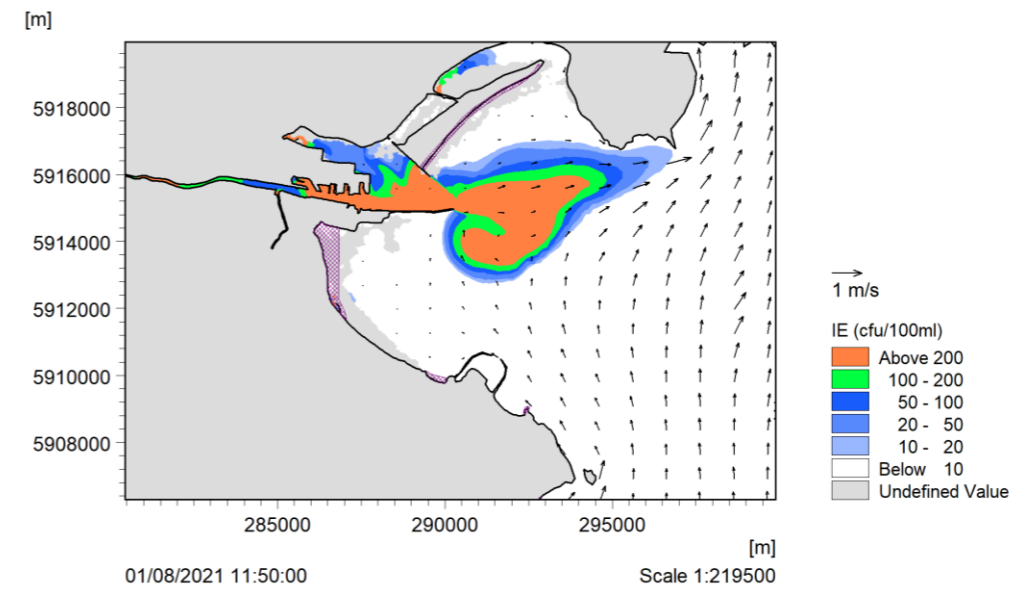 [m]
5918000
5916000
5914000
5912000
5910000
5908000
285000 290000 295000
[m]
01/08/2021 11:50:00 Scale 1:219500
1 m/s
IE (cfu/100ml)
Above 200
100 - 200
50 - 100
20 - 50
10 - 20
Below 10
Undefined Value